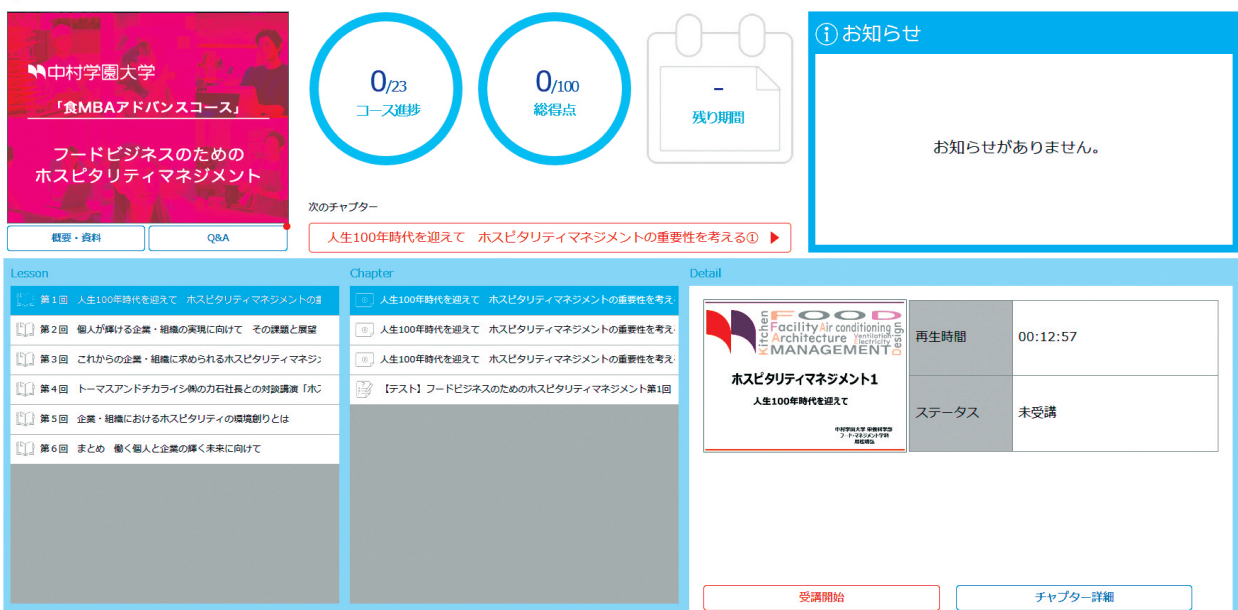 中村学園大学
「食MBAアドバンスコース」
フードビジネスのための
ホスピタリティマネジメント
概要・資料
Q&A
0/23
コース進捗
0/100
総得点
-
残り期間
次のチャプター
人生100年時代を迎えて ホスピタリティマネジメントの重要性を考える① ▶
お知らせ
お知らせがありません。
Lesson
第1回 人生100年時代を迎えて ホスピタリティマネジメントの
第2回 個人が輝ける企業・組織の実現に向けて その課題と展望
第3回 これからの企業・組織に求められるホスピタリティマネジ
第4回 トーマスアンドチカライシ㈱の力石社長との対談講演「ホ
第5回 企業・組織におけるホスピタリティの環境創りとは
第6回 まとめ 働く個人と企業の輝く未来に向けて
Chapter
人生100年時代を迎えて ホスピタリティマネジメントの重要性を考え
人生100年時代を迎えて ホスピタリティマネジメントの重要性を考え
人生100年時代を迎えて ホスピタリティマネジメントの重要性を考え
【テスト】フードビジネスのためのホスピタリティマネジメント第1回
Detail
Kitchen
FOOD
Facility Air conditioning
Architecture Ventilation Electricity
MANAGEMENT
Design
ホスピタリティマネジメント1
人生100年時代を迎えて
中村学園大学 栄養科学部
フード・マネジメント学科
再生時間
00:12:57
ステータス
未受講
受講開始
チャプター詳細